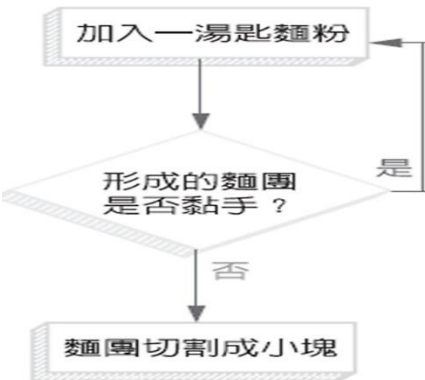 加入一湯匙麵粉
形成的麵團
是否黏手？
是
否
麵團切割成小塊